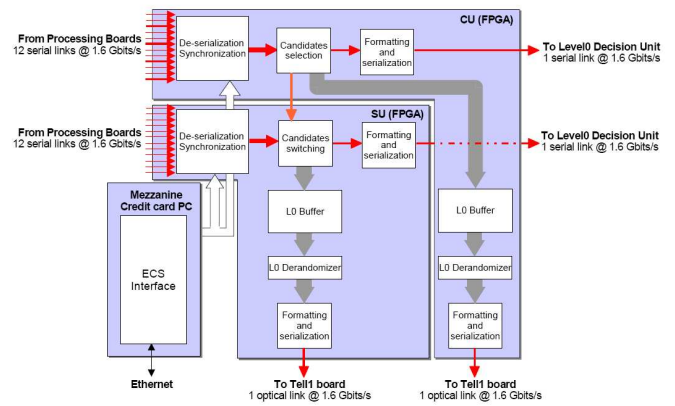 CU (FPGA)
From Processing Boards
12 serial links @ 1.6 Gbits/s
De-serialization
Synchronization
Candidates
selection
Formatting
and
serialization
To Level0 Decision Unit
1 serial link @ 1.6 Gbits/s
SU (FPGA)
From Processing Boards
12 serial links @ 1.6 Gbits/s
De-serialization
Synchronization
Candidates
switching
Formatting
and
serialization
To Level0 Decision Unit
1 serial link @ 1.6 Gbits/s
Mezzanine
Credit card PC
ECS
Interface
Ethernet
L0 Buffer
L0 Derandomizer
Formatting
and
serialization
To Tell1 board
1 optical link @ 1.6 Gbits/s
L0 Buffer
L0 Derandomizer
Formatting
and
serialization
To Tell1 board
1 optical link @ 1.6 Gbits/s